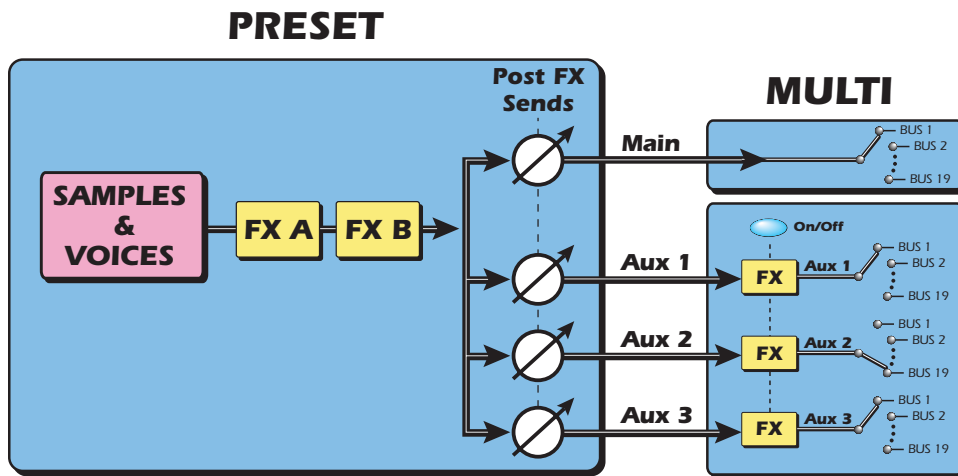 PRESET
Post FX
Sends
SAMPLES
&
VOICES
FX A
FX B
Main
Aux 1
Aux 2
Aux 3
MULTI
BUS 1
BUS 2
BUS 19
On/Off
FX
Aux 1
BUS 1
BUS 2
BUS 19
FX
Aux 2
BUS 1
BUS 2
BUS 19
FX
Aux 3
BUS 1
BUS 2
BUS 19